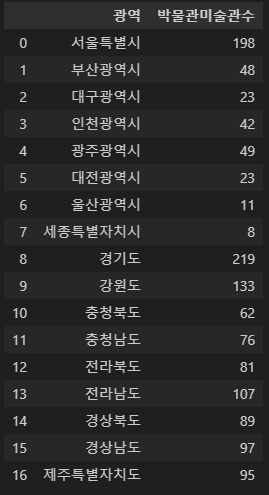 광역 박물관미술관수
0 서울특별시 198
1 부산광역시 48
2 대구광역시 23
3 인천광역시 42
4 광주광역시 49
5 대전광역시 23
6 울산광역시 11
7 세종특별자치시 8
8 경기도 219
9 강원도 133
10 충청북도 62
11 충청남도 76
12 전라북도 81
13 전라남도 107
14 경상북도 89
15 경상남도 97
16 제주특별자치도 95